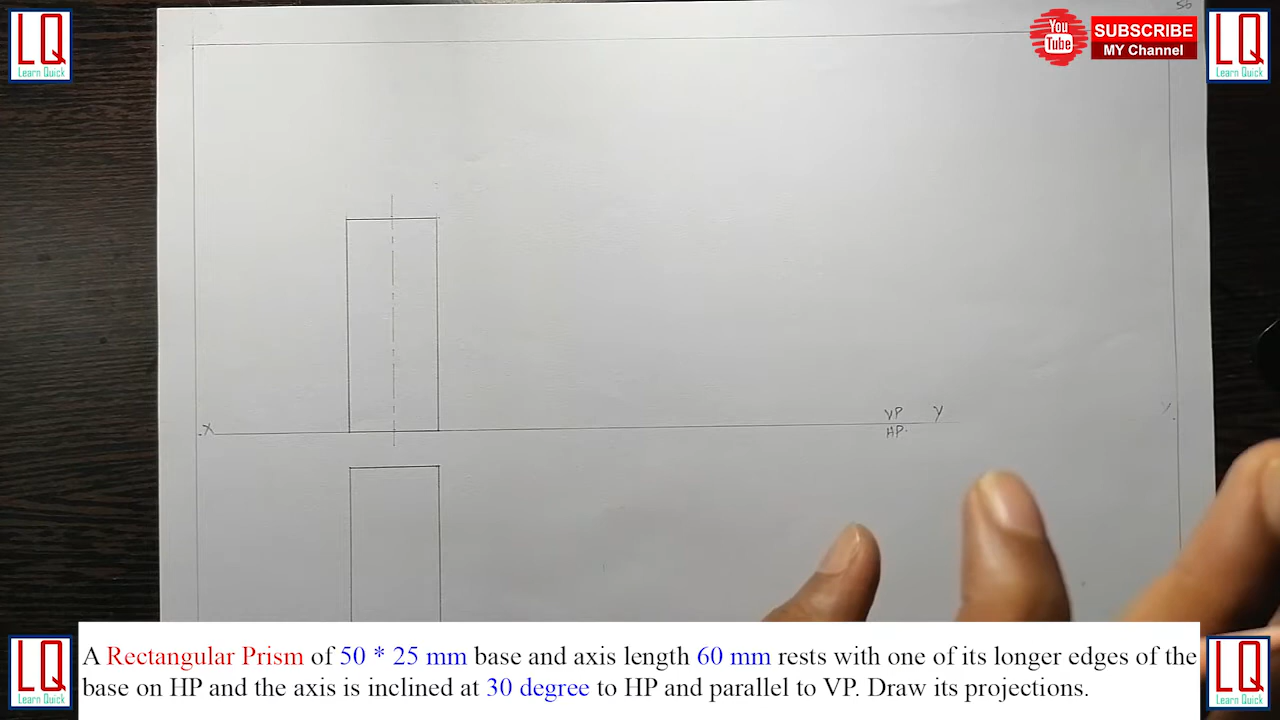 56
LQ
Learn Quick
You
Tube
SUBSCRIBE
MY Channel
LQ
Learn Quick
X
VP Y
HP.
Y
LQ
Learn Quick
A Rectangular Prism of 50 * 25 mm base and axis length 60 mm rests with one of its longer edges of the
base on HP and the axis is inclined at 30 degree to HP and parallel to VP. Draw its projections.
LQ
Learn Quick